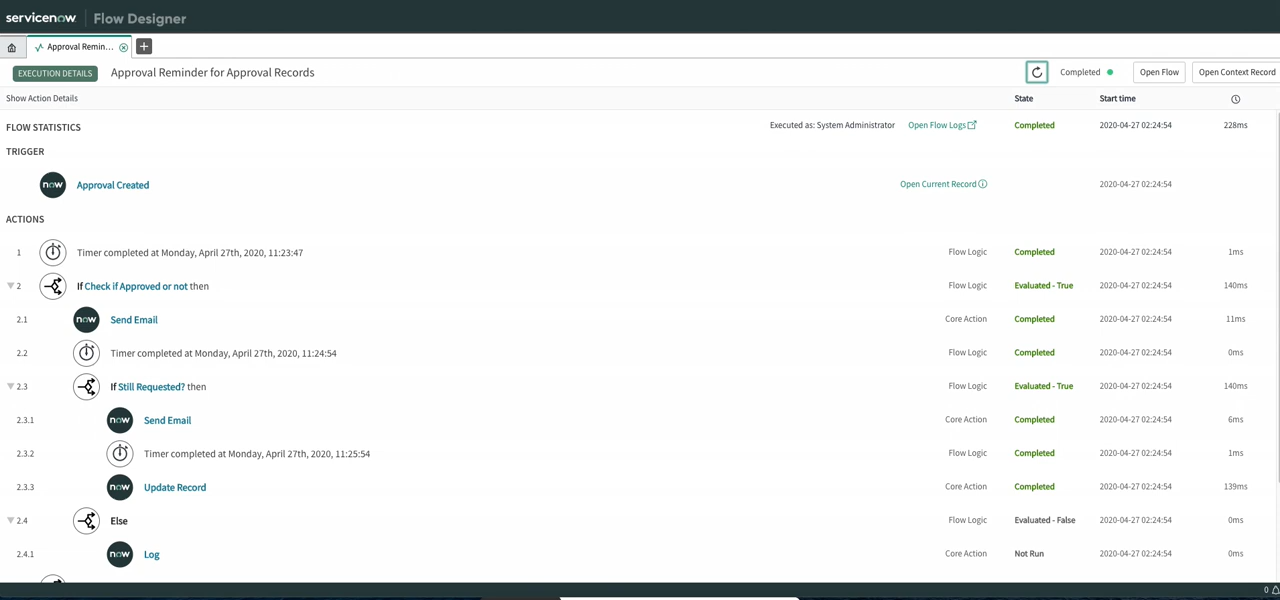 servicenow Flow Designer
Approval Remin...
EXECUTION DETAILS Approval Reminder for Approval Records Completed Open Flow Open Context Record
Show Action Details State Start time
FLOW STATISTICS Executed as: System Administrator Open Flow Logs Completed 2020-04-27 02:24:54 228ms
TRIGGER
now Approval Created Open Current Record 2020-04-27 02:24:54
ACTIONS
1 Timer completed at Monday, April 27th, 2020, 11:23:47 Flow Logic Completed 2020-04-27 02:24:54 1ms
2 If Check if Approved or not then Flow Logic Evaluated - True 2020-04-27 02:24:54 140ms
2.1 now Send Email Core Action Completed 2020-04-27 02:24:54 11ms
2.2 Timer completed at Monday, April 27th, 2020, 11:24:54 Flow Logic Completed 2020-04-27 02:24:54 0ms
2.3 If Still Requested? then Flow Logic Evaluated - True 2020-04-27 02:24:54 140ms
2.3.1 now Send Email Core Action Completed 2020-04-27 02:24:54 6ms
2.3.2 Timer completed at Monday, April 27th, 2020, 11:25:54 Flow Logic Completed 2020-04-27 02:24:54 1ms
2.3.3 now Update Record Core Action Completed 2020-04-27 02:24:54 139ms
2.4 Else Flow Logic Evaluated - False 2020-04-27 02:24:54 0ms
2.4.1 now Log Core Action Not Run 2020-04-27 02:24:54 0ms
0